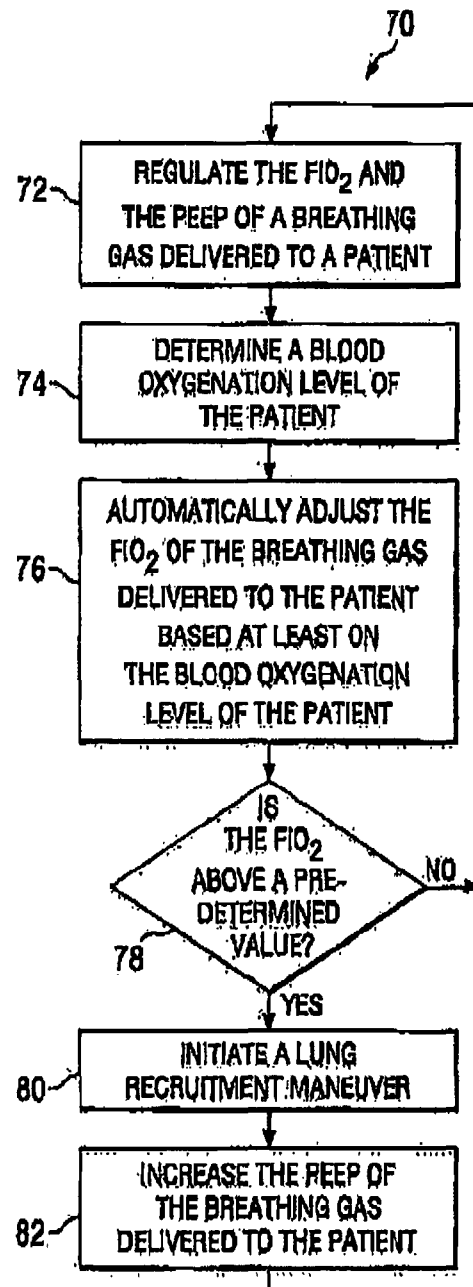 70
72
REGULATE THE FIO2 AND
THE PEEP OF A BREATHING
GAS DELIVERED TO A PATIENT
74
DETERMINE A BLOOD
OXYGENATION LEVEL OF
THE PATIENT
76
AUTOMATICALLY ADJUST THE
FIO2 OF THE BREATHING GAS
DELIVERED TO THE PATIENT
BASED AT LEAST ON
THE BLOOD OXYGENATION
LEVEL OF THE PATIENT
78
IS
THE FIO2
ABOVE A PRE-
DETERMINED
VALUE?
NO
YES
80
INITIATE A LUNG
RECRUITMENT MANEUVER
82
INCREASE THE PEEP OF
THE BREATHING GAS
DELIVERED TO THE PATIENT